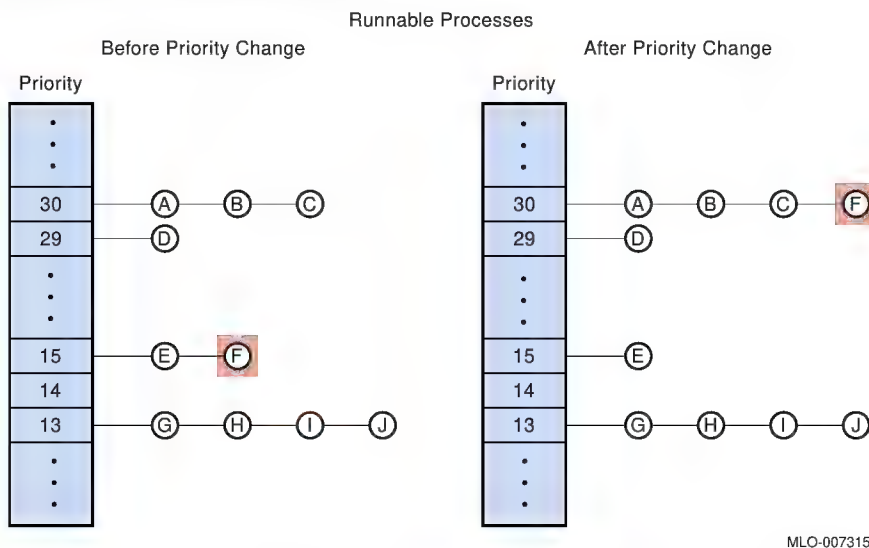 Runnable Processes
Before Priority Change
After Priority Change
Priority
30 A B C
29 D
15 E F
14
13 G H I J
Priority
30 A B C F
29 D
15 E
14
13 G H I J
MLO-007315